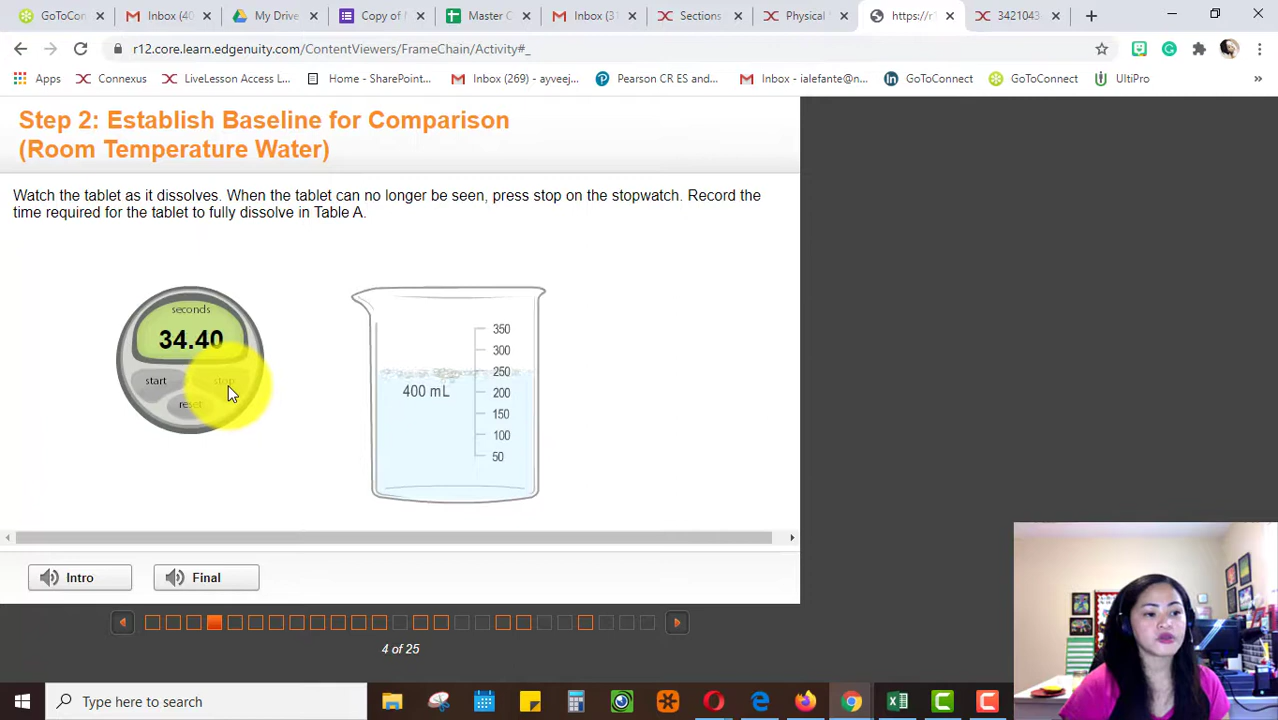 GoToCon
Inbox (40
My Drive
Copy of M
Master C
Inbox (31
Sections
Physical
https://r1
3421043
r12.core.learn.edgenuity.com/ContentViewers/FrameChain/Activity#_
Apps
Connexus
LiveLesson Access L...
Home - SharePoint...
Inbox (269) - ayveej...
Pearson CR ES and...
Inbox - ialefante@n...
GoToConnect
GoToConnect
UltiPro
Step 2: Establish Baseline for Comparison
(Room Temperature Water)
Watch the tablet as it dissolves. When the tablet can no longer be seen, press stop on the stopwatch. Record the
time required for the tablet to fully dissolve in Table A.
seconds
34.40
start
stop
reset
350
300
250
400 mL
200
150
100
50
Intro
Final
4 of 25
Type here to search